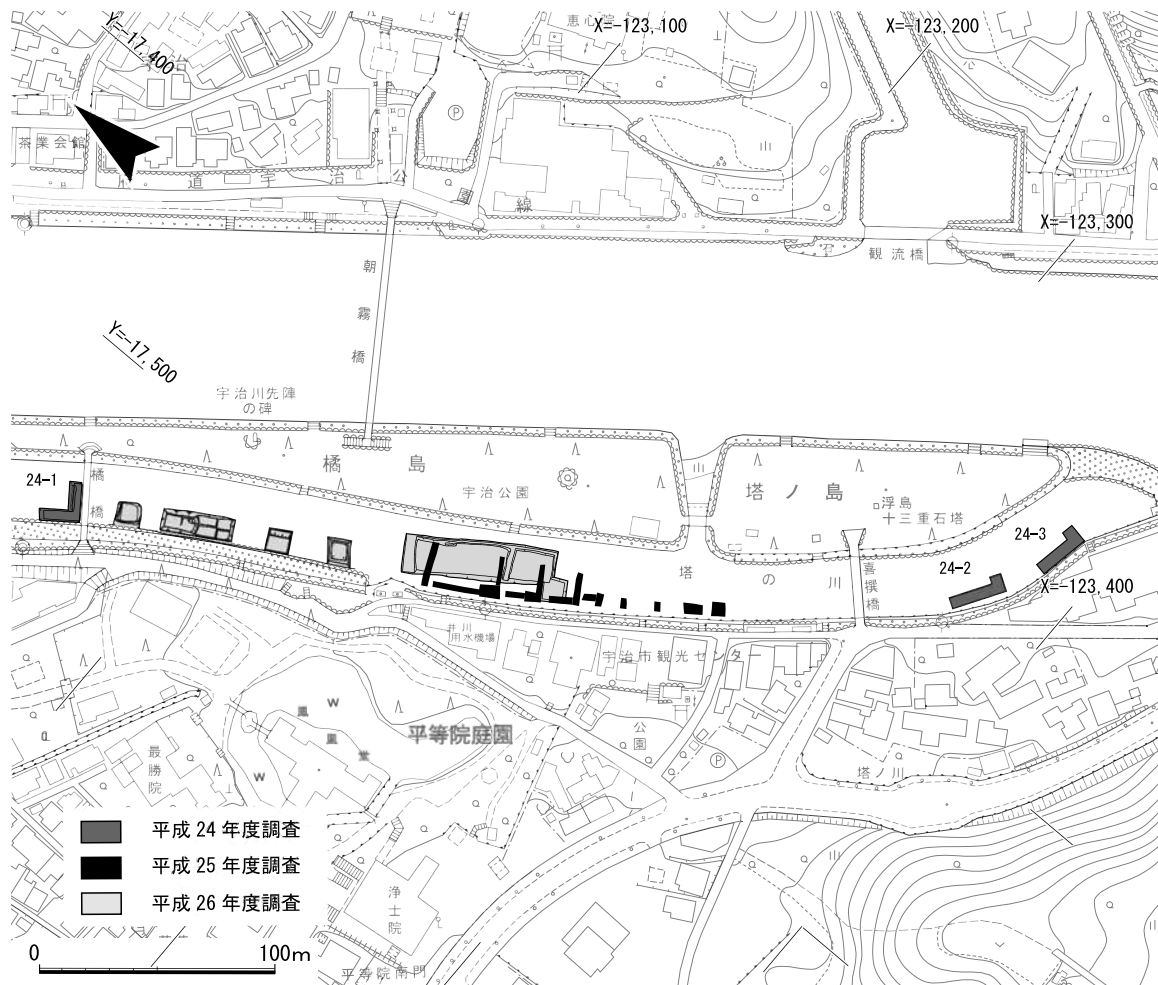 恵心院
X=-123,100
X=-123,200
Y=-17,400
P
茶業会館
道宇治公園線
X=-123,300
観流橋
朝霧橋
Y=-17,500
宇治川先陣
の碑
24-1
橘橋
橘島
宇治公園
塔ノ島
浮島
十三重石塔
24-3
24-2
塔の川
喜撰橋
X=-123,400
井川
用水機場
宇治市観光センター
鳳凰堂
平等院庭園
公園
P
塔ノ川
最勝院
平成24年度調査
平成25年度調査
平成26年度調査
浄土院
0 100m
平等院南門